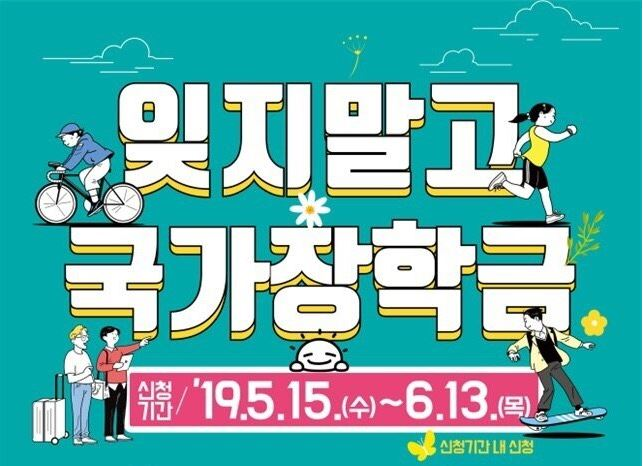 잊지말고
국가장학금
신청
기간 / '19.5.15.(수)~6.13.(목)
신청기간 내 신청